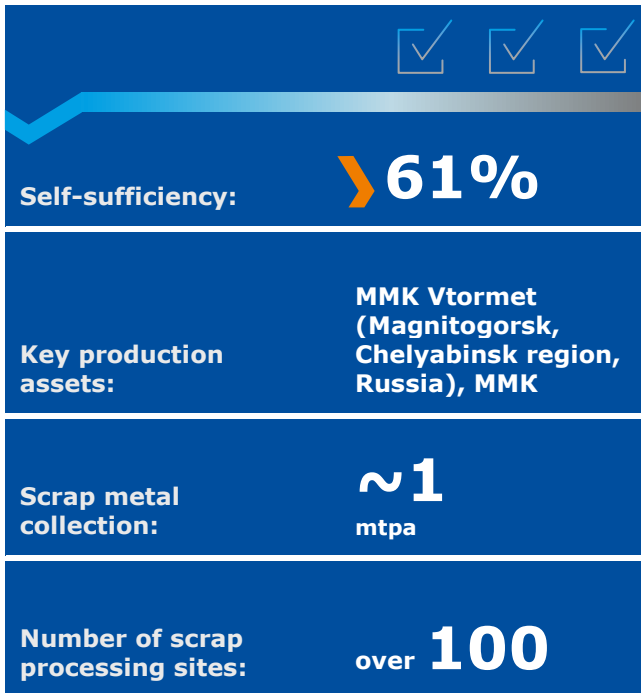 Self-sufficiency:
61%
Key production
assets:
MMK Vtormet
(Magnitogorsk,
Chelyabinsk region,
Russia), MMK
Scrap metal
collection:
~1
mtpa
Number of scrap
processing sites:
over 100